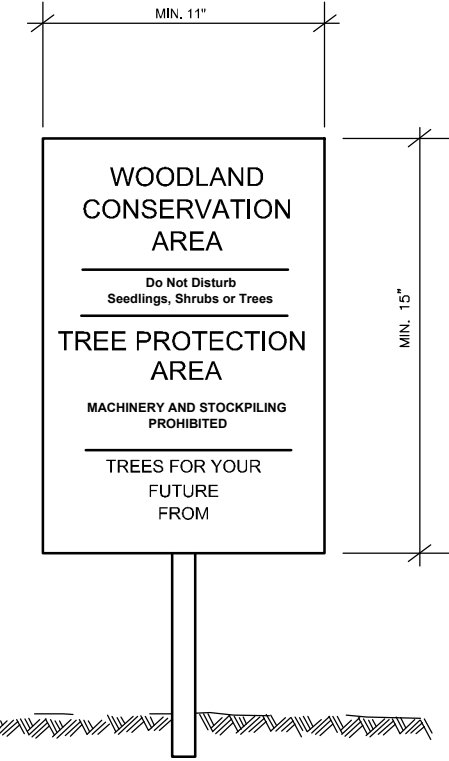 MIN. 11"
WOODLAND
CONSERVATION
AREA
Do Not Disturb
Seedlings, Shrubs or Trees
TREE PROTECTION
AREA
MACHINERY AND STOCKPILING
PROHIBITED
TREES FOR YOUR
FUTURE
FROM
MIN. 15"